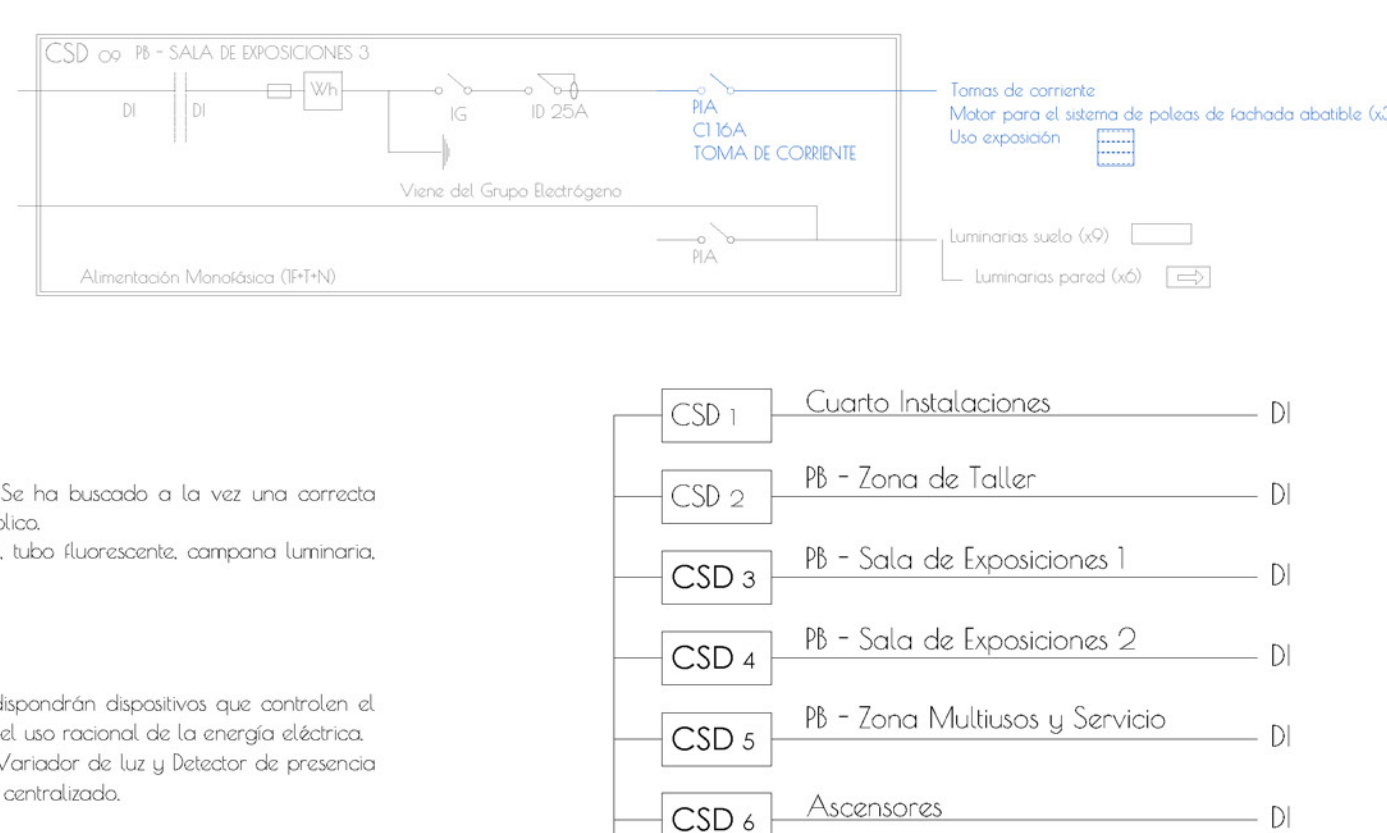 CSD 09 PB - SALA DE EXPOSICIONES 3
DI
DI
Wh
IG
ID 25A
PIA
C1 16A
TOMA DE CORRIENTE
Tomas de corriente
Motor para el sistema de poleas de fachada abatible
Uso exposición
Viene del Grupo Electrógeno
PIA
Alimentación Monofásica (1F+T+N)
Luminarias suelo (x9)
Luminarias pared (x6)
Se ha buscado a la vez una correcta
tubo fluorescente, campana luminaria,
dispondrán dispositivos que controlen el
el uso racional de la energía eléctrica.
Variador de luz y Detector de presencia
centralizado.
CSD 1
Cuarto Instalaciones
DI
CSD 2
PB - Zona de Taller
DI
CSD 3
PB - Sala de Exposiciones 1
DI
CSD 4
PB - Sala de Exposiciones 2
DI
CSD 5
PB - Zona Multiusos y Servicio
DI
CSD 6
Ascensores
DI